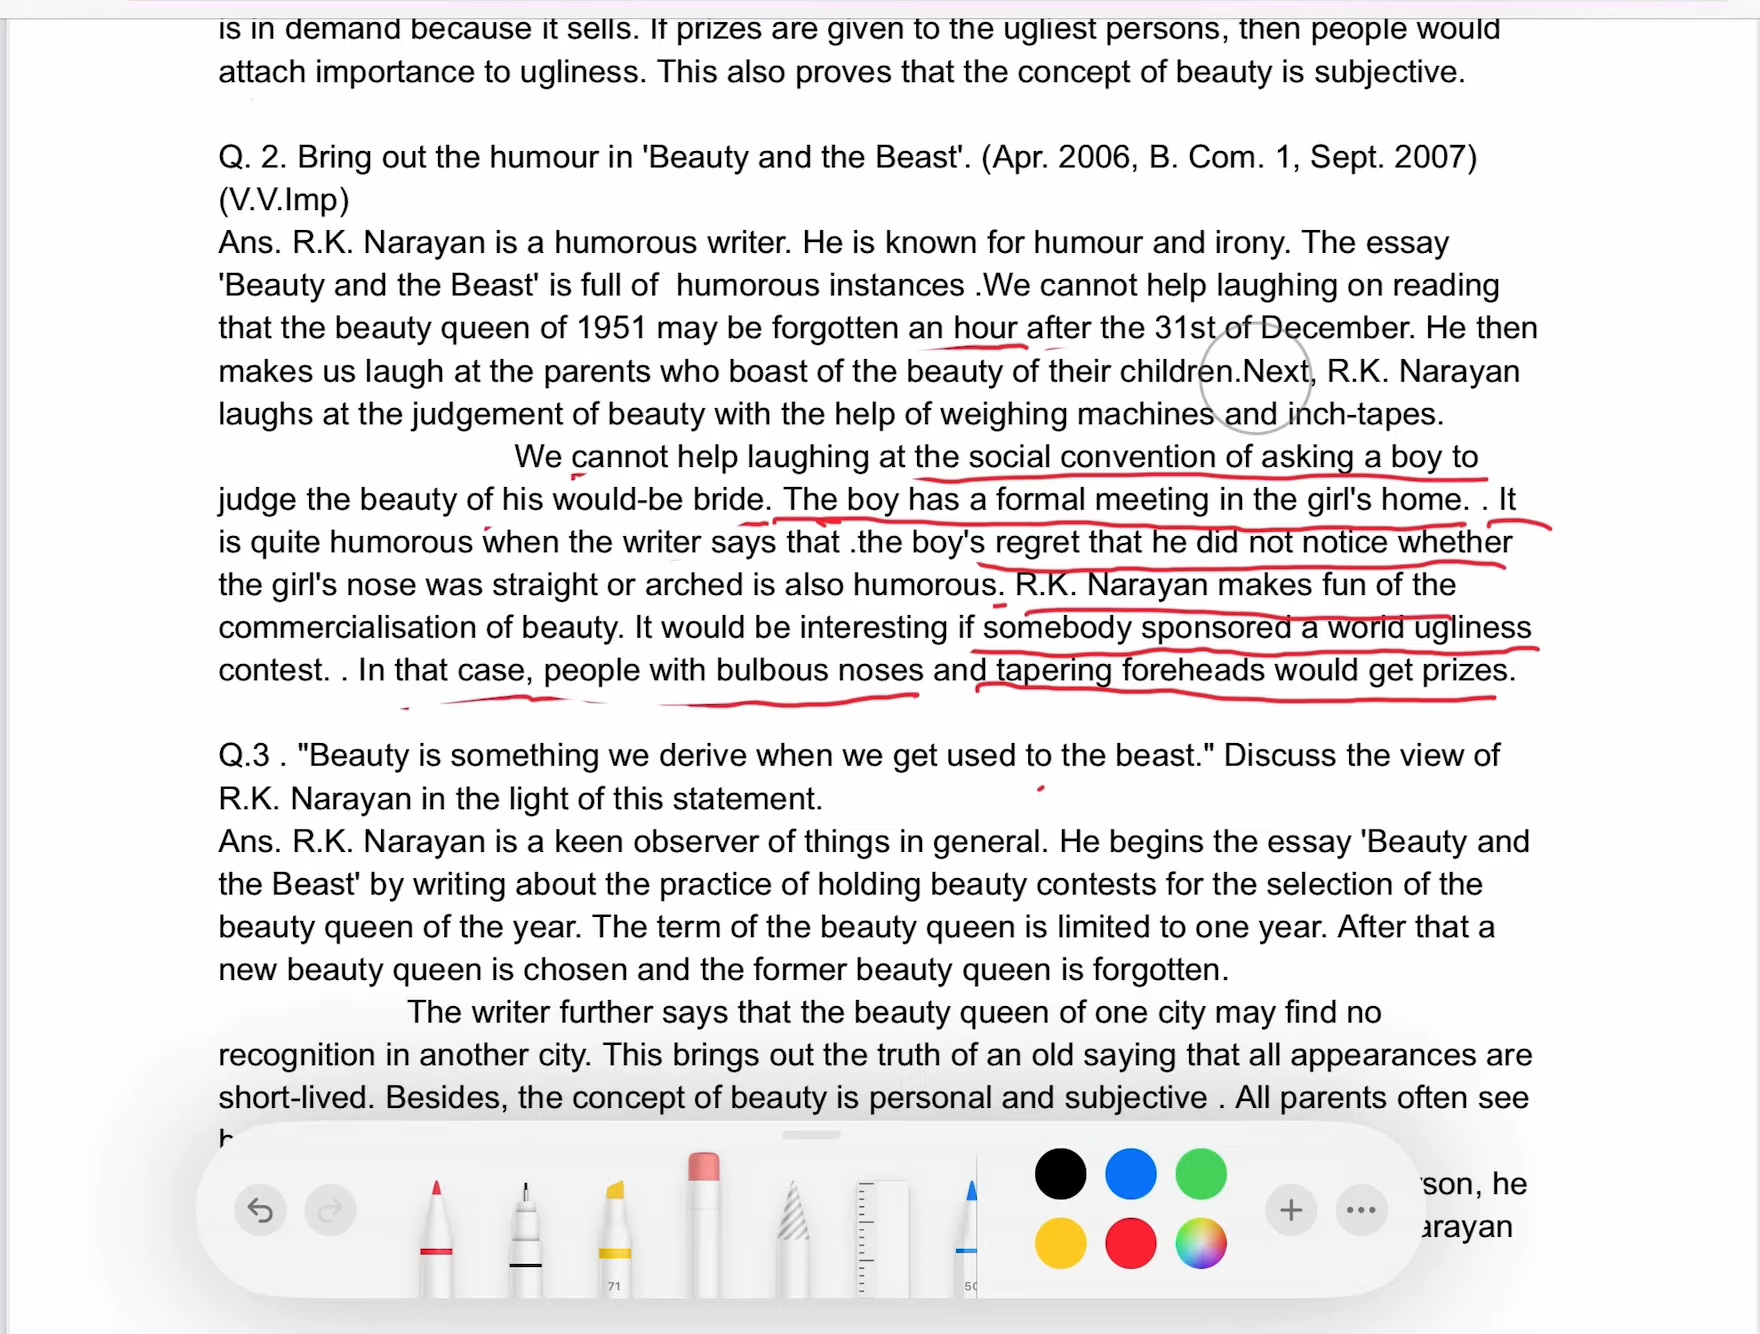 is in demand because it sells. If prizes are given to the ugliest persons, then people would
attach importance to ugliness. This also proves that the concept of beauty is subjective.
Q. 2. Bring out the humour in 'Beauty and the Beast'. (Apr. 2006, B. Com. 1, Sept. 2007)
(V.V.Imp)
Ans. R.K. Narayan is a humorous writer. He is known for humour and irony. The essay
'Beauty and the Beast' is full of  humorous instances .We cannot help laughing on reading
that the beauty queen of 1951 may be forgotten an hour after the 31st of December. He then
makes us laugh at the parents who boast of the beauty of their children.Next, R.K. Narayan
laughs at the judgement of beauty with the help of weighing machines and inch-tapes.
We cannot help laughing at the social convention of asking a boy to
judge the beauty of his would-be bride. The boy has a formal meeting in the girl's home. . It
is quite humorous when the writer says that .the boy's regret that he did not notice whether
the girl's nose was straight or arched is also humorous. R.K. Narayan makes fun of the
commercialisation of beauty. It would be interesting if somebody sponsored a world ugliness
contest. . In that case, people with bulbous noses and tapering foreheads would get prizes.
Q.3 . "Beauty is something we derive when we get used to the beast." Discuss the view of
R.K. Narayan in the light of this statement.
Ans. R.K. Narayan is a keen observer of things in general. He begins the essay 'Beauty and
the Beast' by writing about the practice of holding beauty contests for the selection of the
beauty queen of the year. The term of the beauty queen is limited to one year. After that a
new beauty queen is chosen and the former beauty queen is forgotten.
The writer further says that the beauty queen of one city may find no
recognition in another city. This brings out the truth of an old saying that all appearances are
short-lived. Besides, the concept of beauty is personal and subjective . All parents often see
he
arayan
71